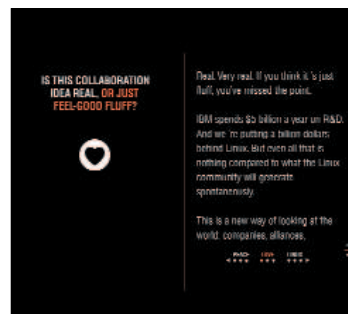 IS THIS COLLABORATION
IDEA REAL, OR JUST
FEEL-GOOD FLUFF?
Real. Very real. If you think it's just
fluff, you've missed the point.
IBM spends $5 billion a year on R&D.
And we're putting a billion dollars
behind Linux. But even all that is
nothing compared to what the Linux
community will generate
spontaneously.
This is a new way of looking at the
world: companies, alliances,
PEACE LOVE LINUX